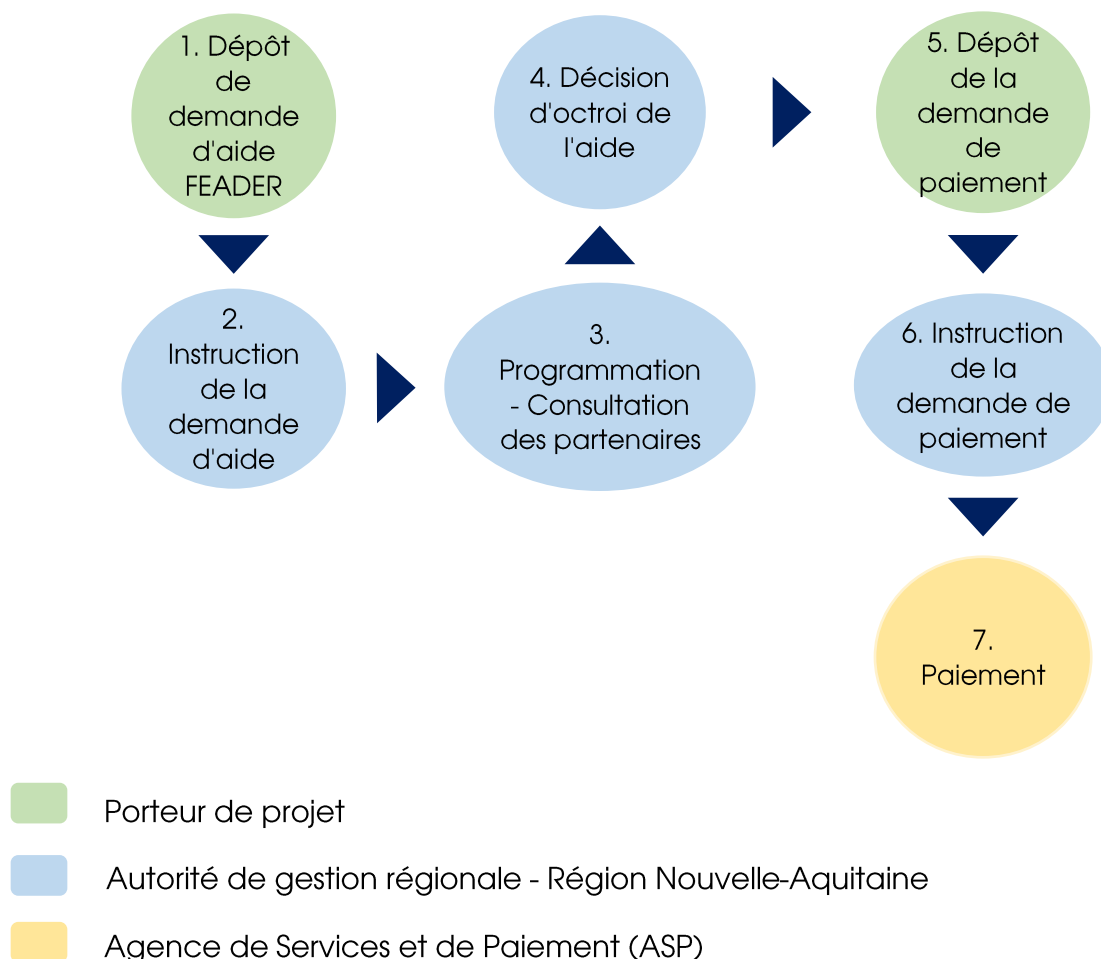 1. Dépôt
de
demande
d'aide
FEADER
2.
Instruction
de la
demande
d'aide
3.
Programmation
- Consultation
des partenaires
4. Décision
d'octroi de
l'aide
5. Dépôt
de la
demande
de
paiement
6. Instruction
de la
demande de
paiement
7.
Paiement
Porteur de projet
Autorité de gestion régionale - Région Nouvelle-Aquitaine
Agence de Services et de Paiement (ASP)